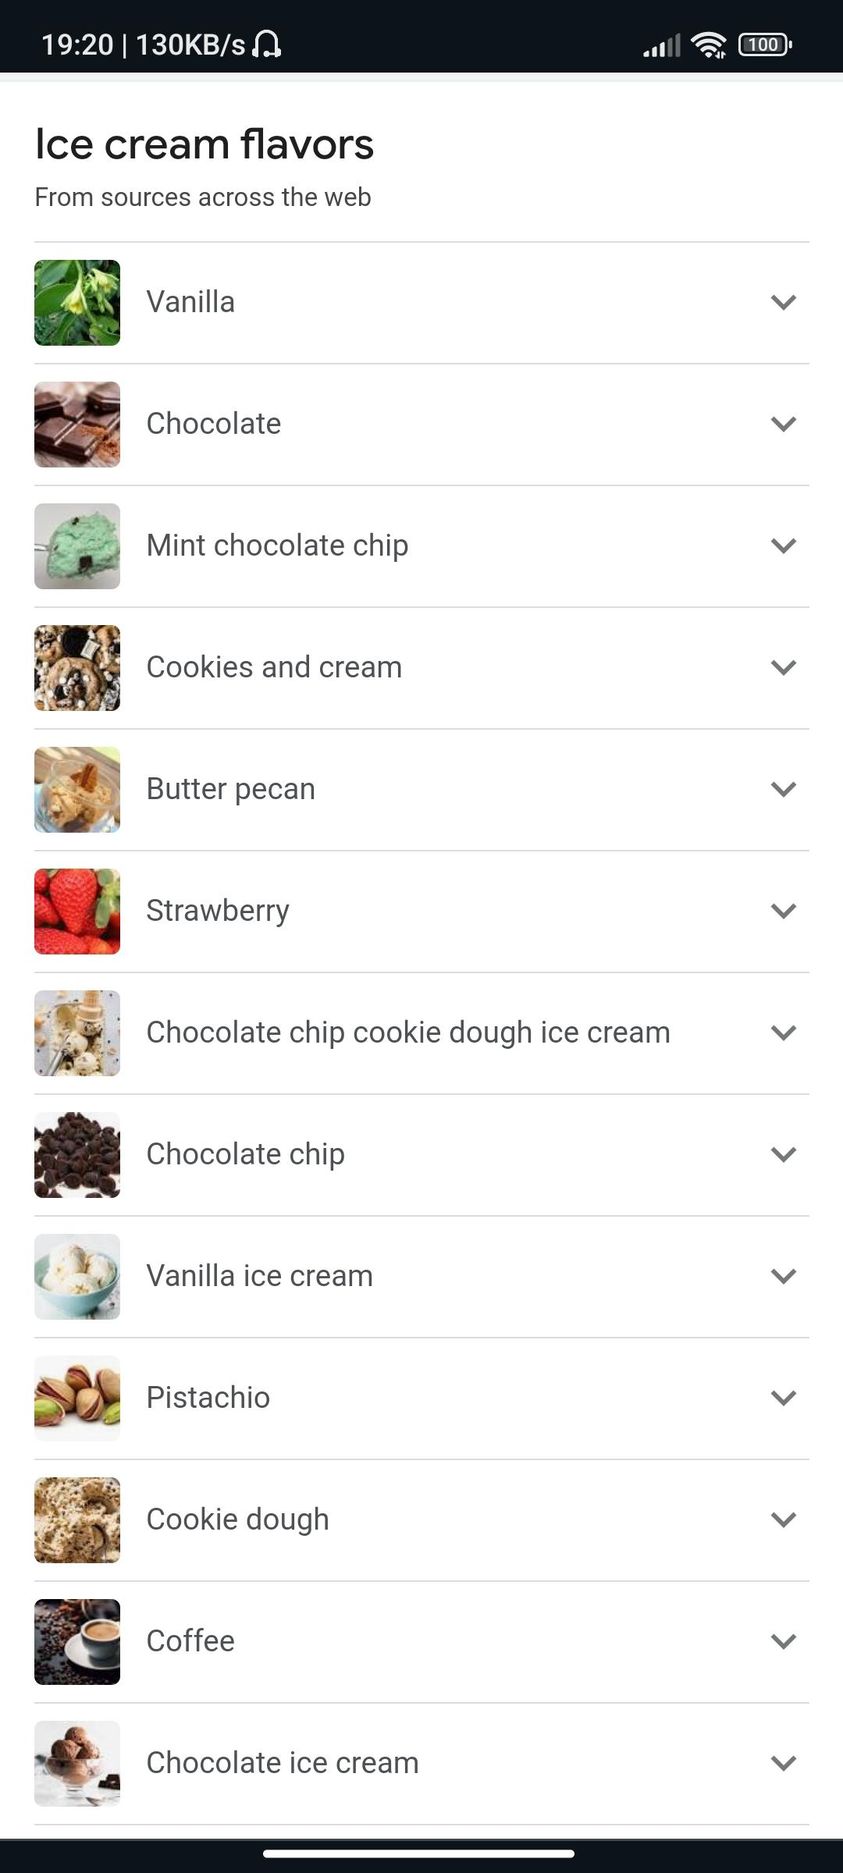 19:20 | 130KB/s
100
Ice cream flavors
From sources across the web
Vanilla
Chocolate
Mint chocolate chip
Cookies and cream
Butter pecan
Strawberry
Chocolate chip cookie dough ice cream
Chocolate chip
Vanilla ice cream
Pistachio
Cookie dough
Coffee
Chocolate ice cream